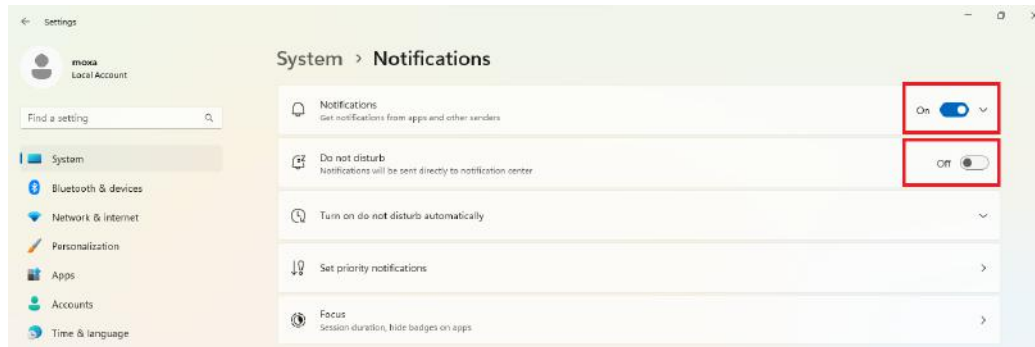 Settings
moxa
Local Account
Find a setting
System
Bluetooth & devices
Network & internet
Personalization
Apps
Accounts
Time & language
System > Notifications
Notifications
Get notifications from apps and other senders
On
Do not disturb
Notifications will be sent directly to notification center
Off
Turn on do not disturb automatically
Set priority notifications
Focus
Session duration, hide badges on apps